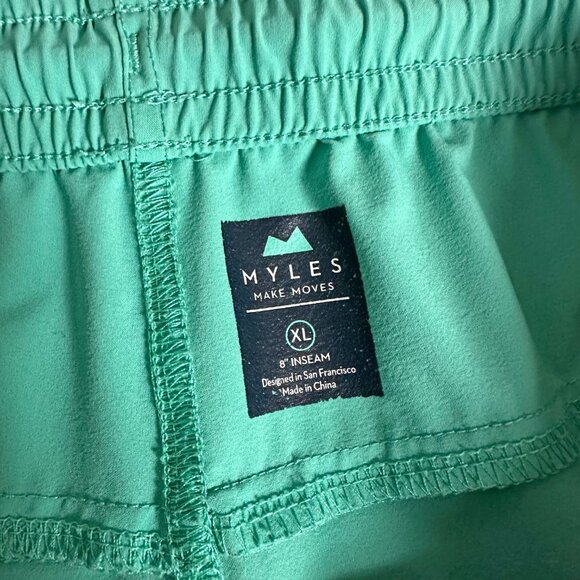 MYLES
MAKE MOVES
XL
8" INSEAM
Designed in San Francisco
Made in China